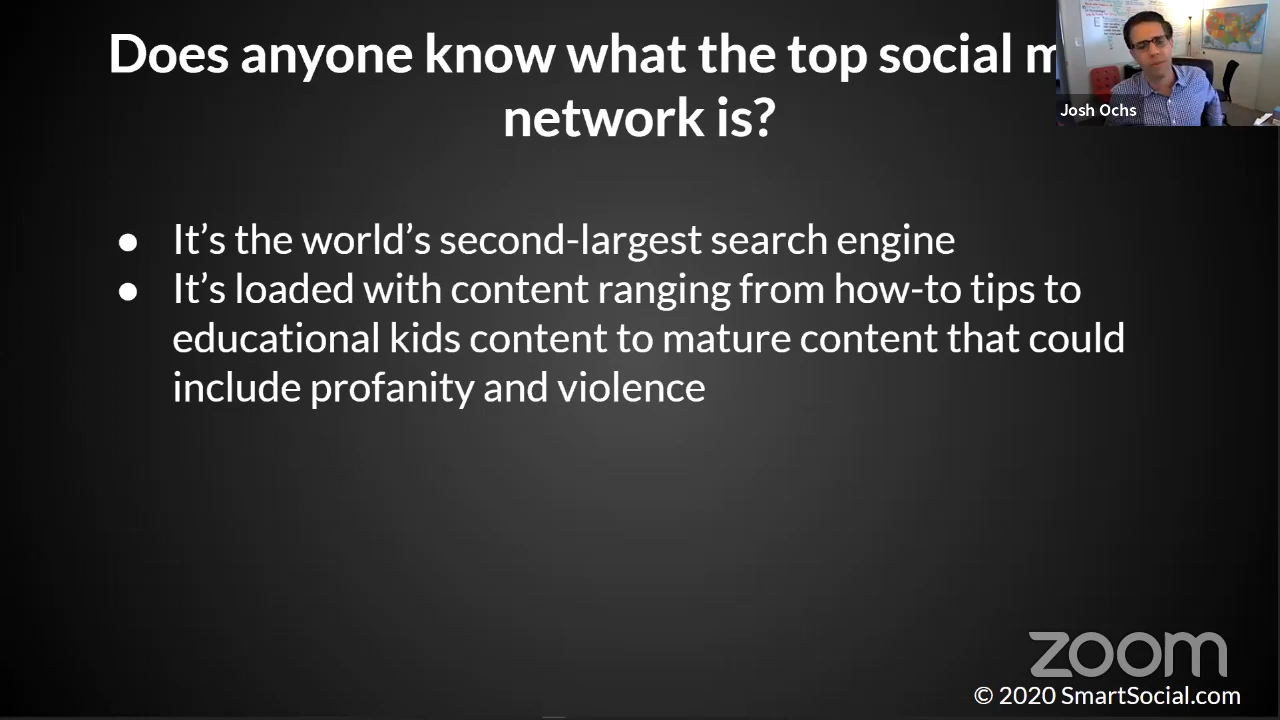 Does anyone know what the top social m
network is?
Josh Ochs
● It’s the world’s second-largest search engine
● It’s loaded with content ranging from how-to tips to
educational kids content to mature content that could
include profanity and violence
zoom
© 2020 SmartSocial.com